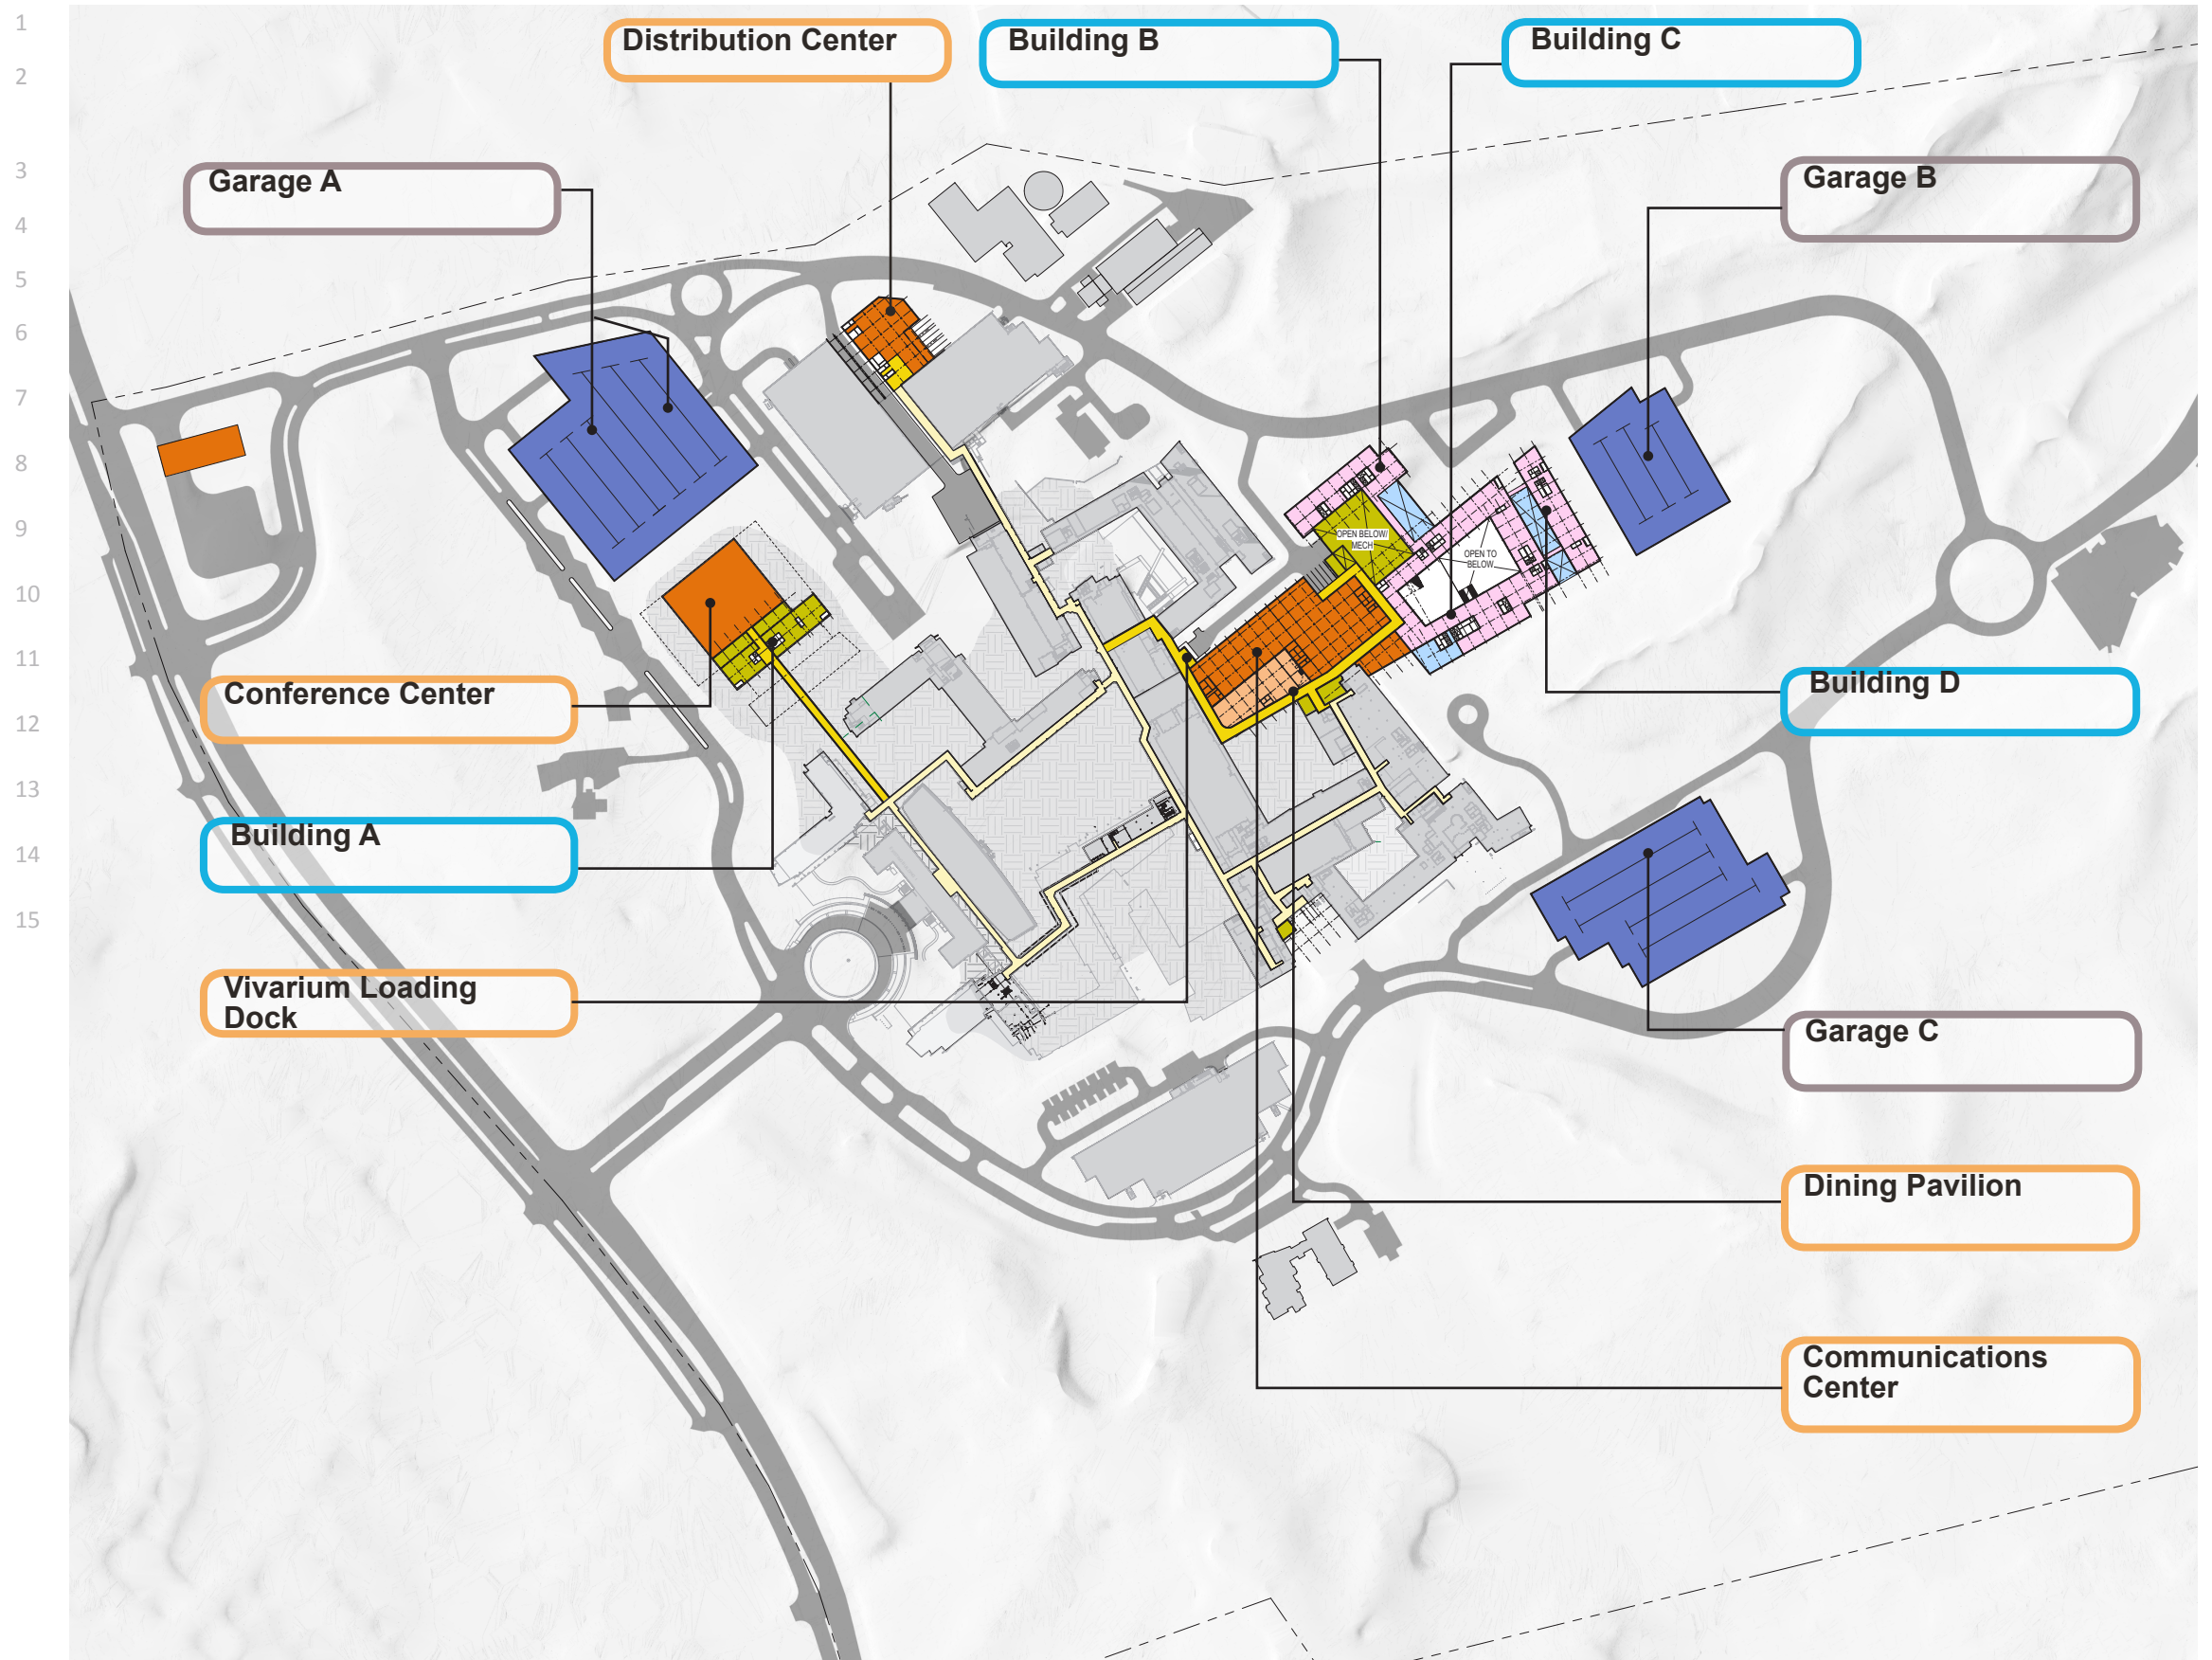 1
Distribution Center
Building B
Building C
2
3
Garage A
Garage B
4
5
6
7
8
9
OPEN BELOW/
MECH
OPEN TO
BELOW
10
11
Conference Center
Building D
12
13
Building A
14
15
Vivarium Loading
Dock
Garage C
Dining Pavilion
Communications
Center